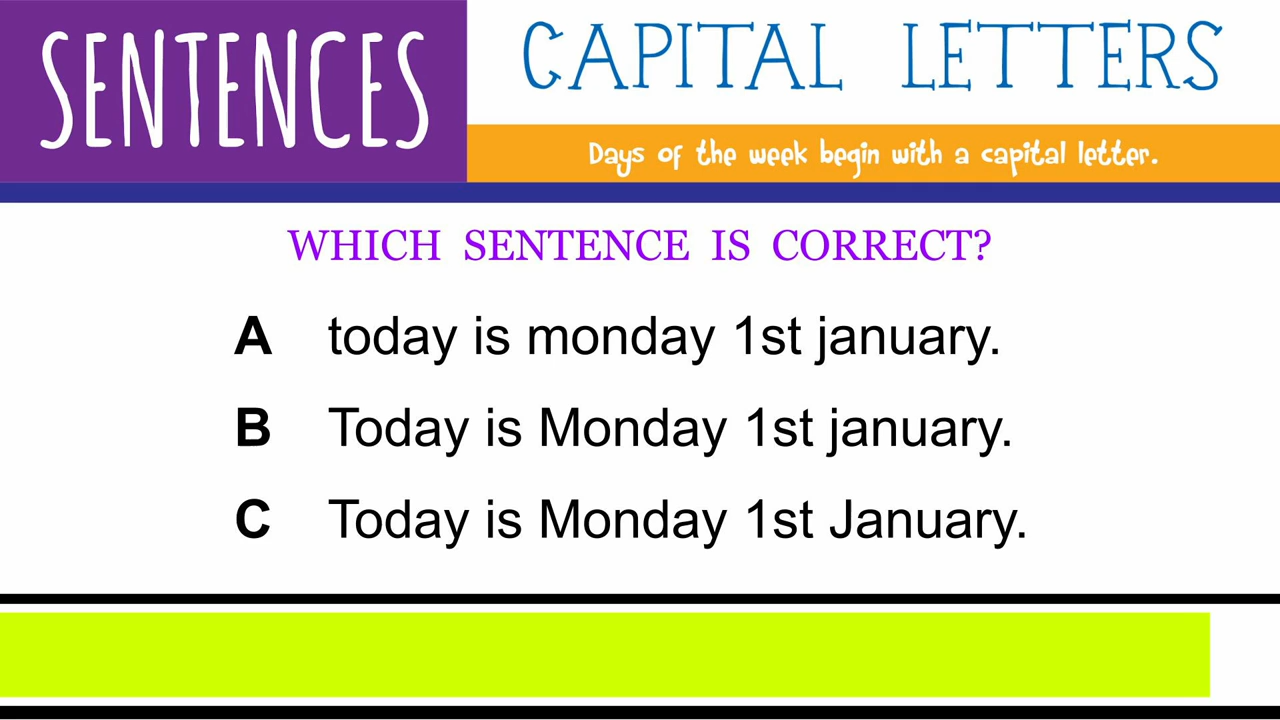 SENTENCES
CAPITAL LETTERS
Days of the week begin with a capital letter.
WHICH SENTENCE IS CORRECT?
A today is monday 1st january.
B Today is Monday 1st january.
C Today is Monday 1st January.